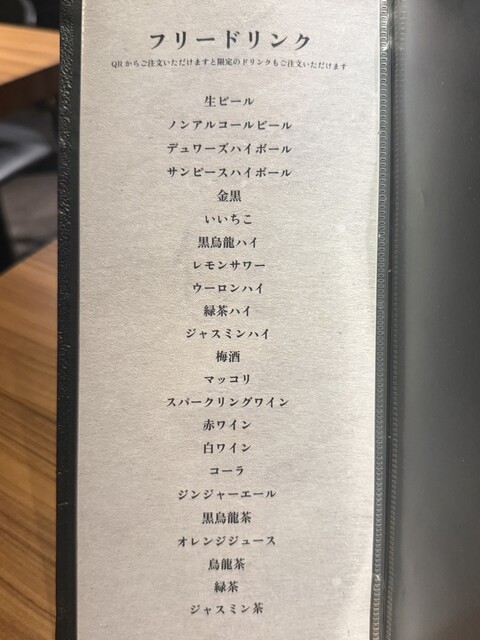 フリードリンク
QRからご注文いただけますと限定のドリンクもご注文いただけます
生ビール
ノンアルコールビール
デュワーズハイボール
サンピースハイボール
金黒
いいちこ
黒烏龍ハイ
レモンサワー
ウーロンハイ
緑茶ハイ
ジャスミンハイ
梅酒
マッコリ
スパークリングワイン
赤ワイン
白ワイン
コーラ
ジンジャーエール
黒烏龍茶
オレンジジュース
烏龍茶
緑茶
ジャスミン茶